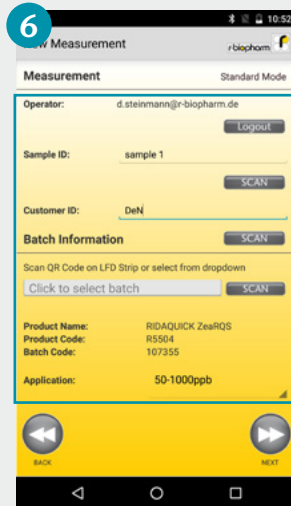 6
10:52
New Measurement
r-biopharm
Measurement Standard Mode
Operator: d.steinmann@r-biopharm.de
Logout
Sample ID: sample 1
SCAN
Customer ID: DeN
Batch Information SCAN
Scan QR Code on LFD Strip or select from dropdown
Click to select batch SCAN
Product Name: RIDAQUICK ZeaRQS
Product Code: R5504
Batch Code: 107355
Application: 50-1000ppb
BACK NEXT